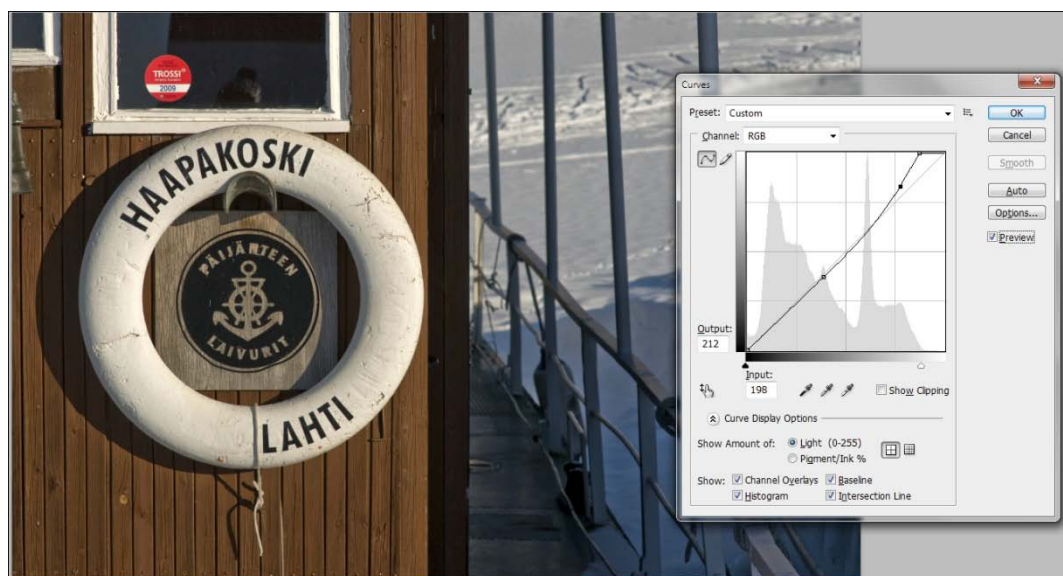 TROSSI
2009
HAAPAKOSKI
PÄIJÄNTEEN
LAIVURIT
LAHTI
Curves
Preset: Custom
OK
Channel: RGB
Cancel
Smooth
Auto
Options...
Preview
Output:
212
Input:
198
Show Clipping
Curve Display Options
Show Amount of: Light (0-255)
Pigment/Ink %
Show: Channel Overlays Baseline
Histogram Intersection Line